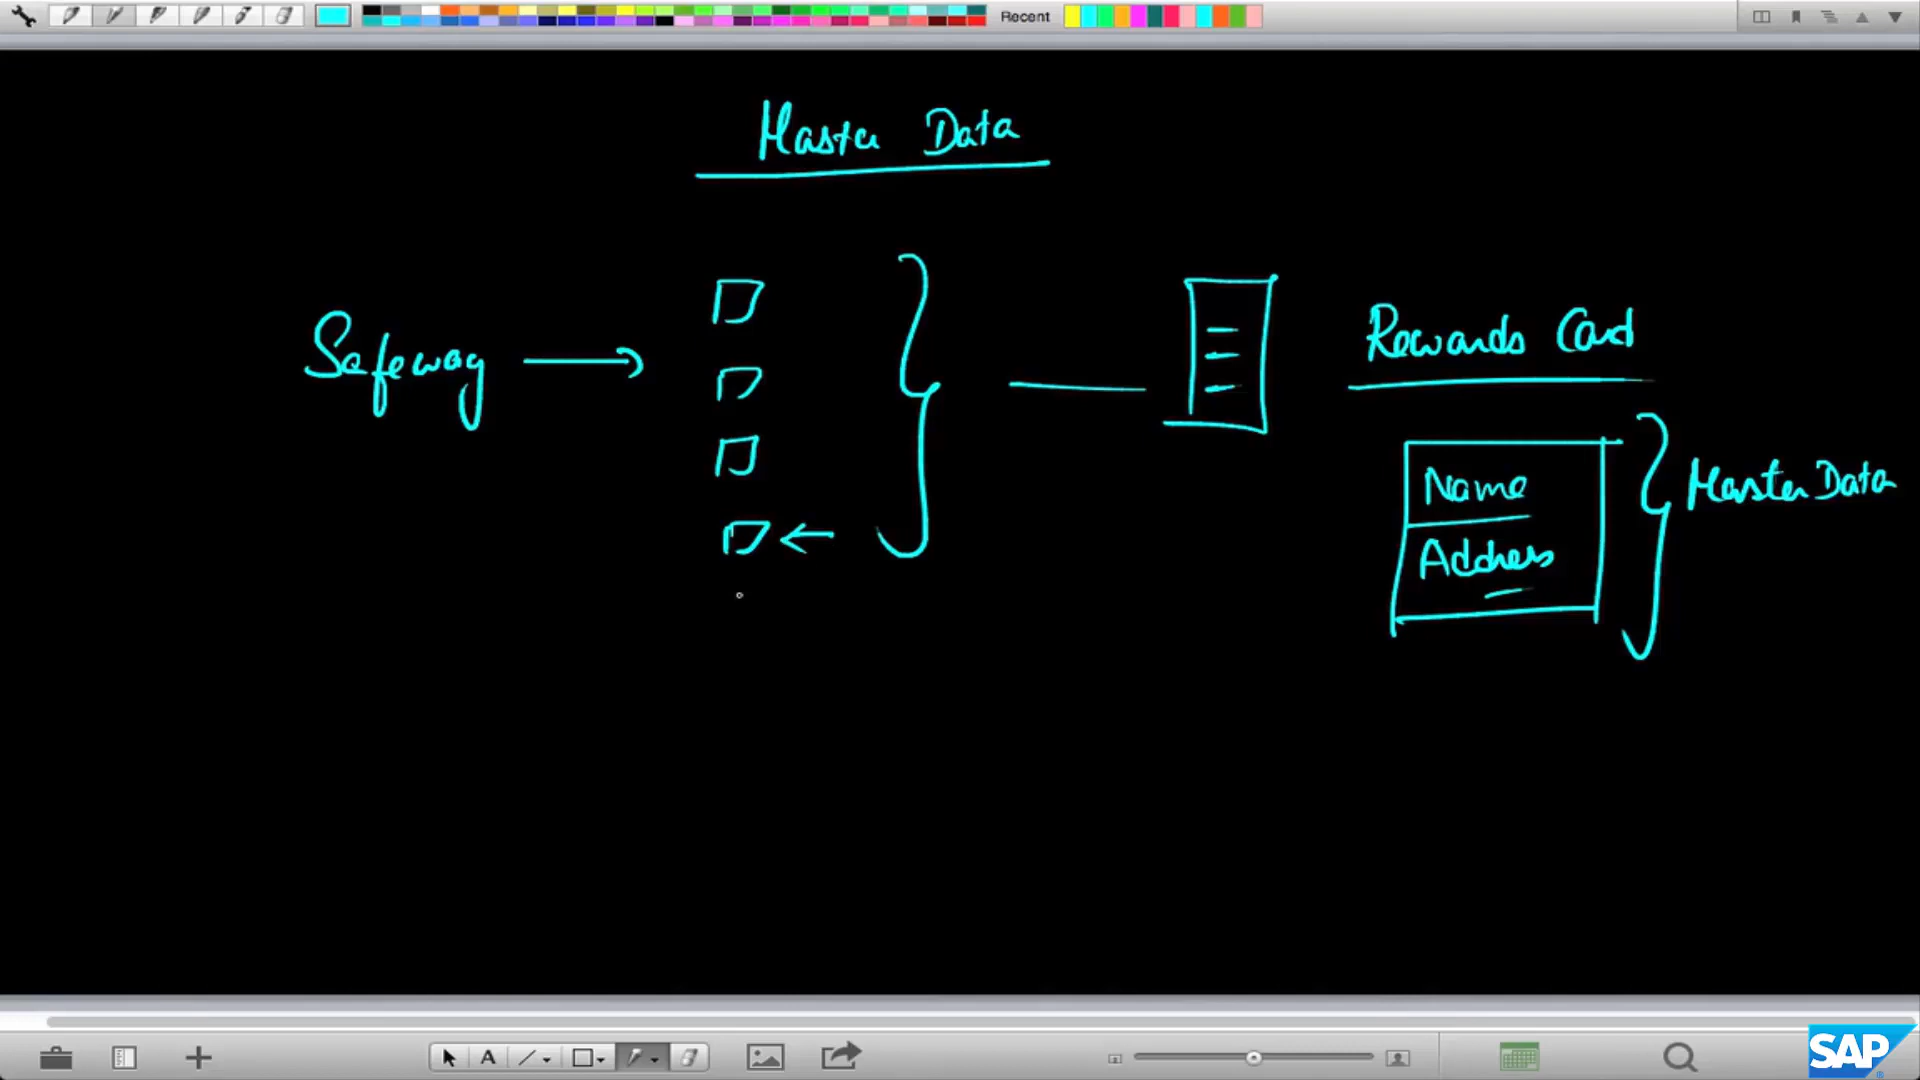 Recent
Master Data
Safeway
Rewards Card
Name
Address
Master Data
A
SAP